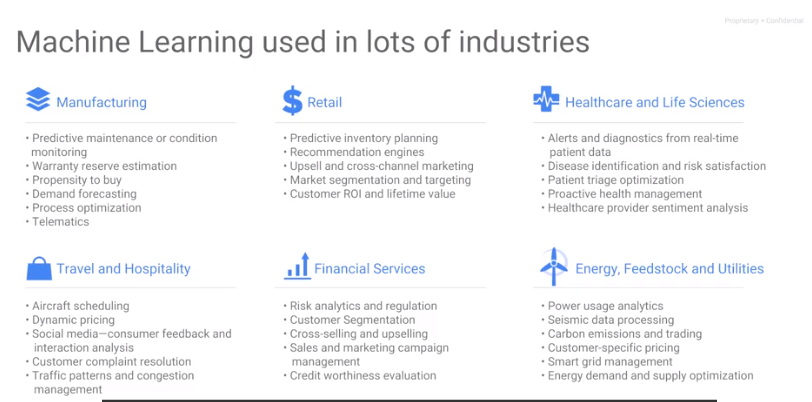 Proprietary + Confidential
Machine Learning used in lots of industries
Manufacturing
• Predictive maintenance or condition
monitoring
• Warranty reserve estimation
• Propensity to buy
• Demand forecasting
• Process optimization
• Telematics
Retail
• Predictive inventory planning
• Recommendation engines
• Upsell and cross-channel marketing
• Market segmentation and targeting
• Customer ROI and lifetime value
Healthcare and Life Sciences
• Alerts and diagnostics from real-time
patient data
• Disease identification and risk satisfaction
• Patient triage optimization
• Proactive health management
• Healthcare provider sentiment analysis
Travel and Hospitality
• Aircraft scheduling
• Dynamic pricing
• Social media—consumer feedback and
interaction analysis
• Customer complaint resolution
• Traffic patterns and congestion
management
Financial Services
• Risk analytics and regulation
• Customer Segmentation
• Cross-selling and upselling
• Sales and marketing campaign
management
• Credit worthiness evaluation
Energy, Feedstock and Utilities
• Power usage analytics
• Seismic data processing
• Carbon emissions and trading
• Customer-specific pricing
• Smart grid management
• Energy demand and supply optimization